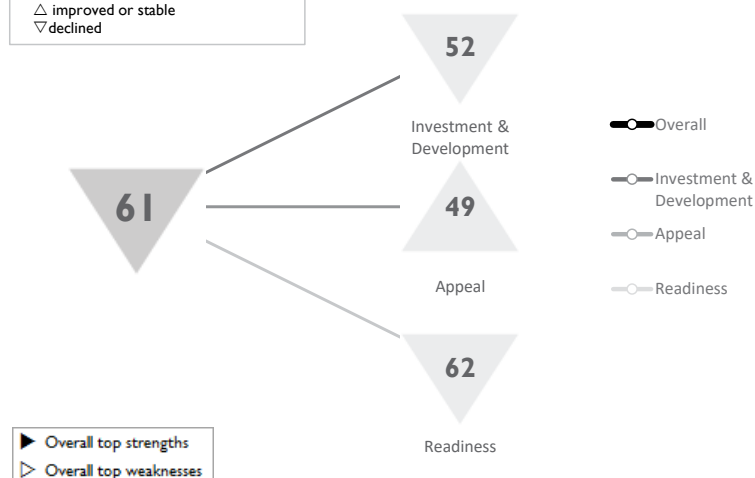 △ improved or stable
▽ declined
52
Investment &
Development
61
49
Appeal
62
Readiness
Overall
Investment &
Development
Appeal
Readiness
▶ Overall top strengths
▷ Overall top weaknesses